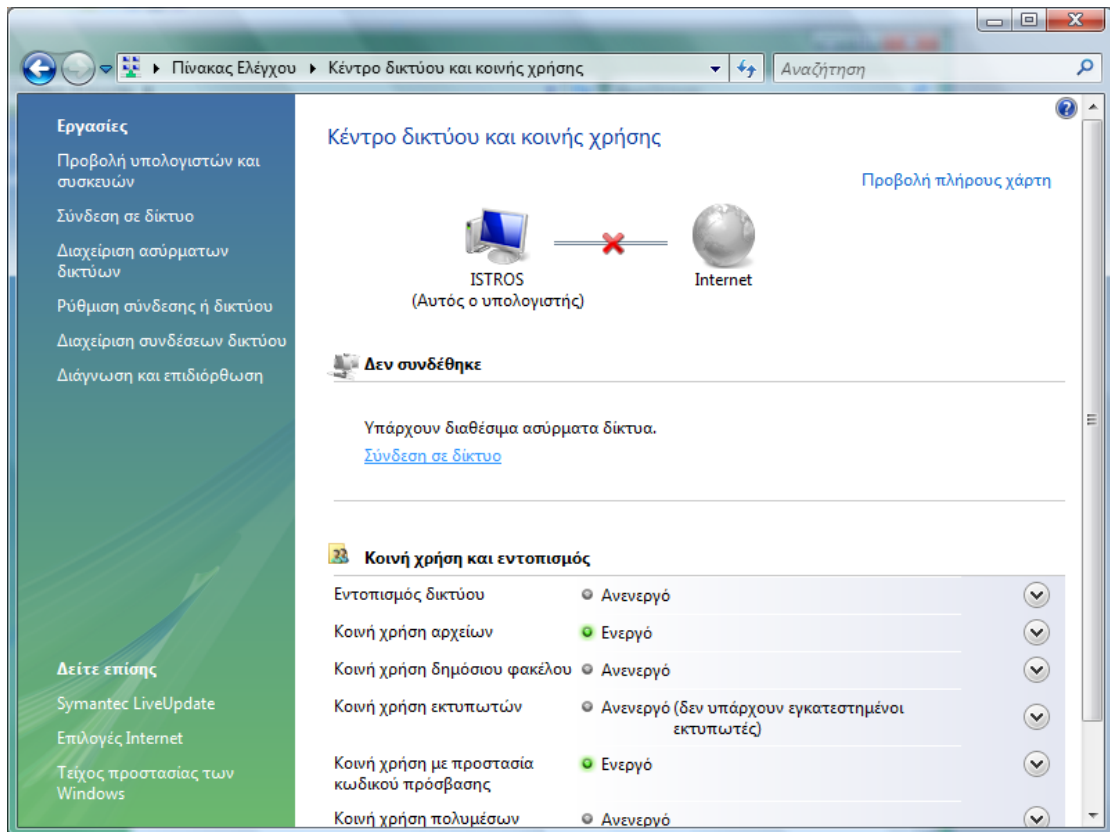 Πίνακας Ελέγχου
Κέντρο δικτύου και κοινής χρήσης
Αναζήτηση
Εργασίες
Προβολή υπολογιστών και
συσκευών
Σύνδεση σε δίκτυο
Διαχείριση ασύρματων
δικτύων
Ρύθμιση σύνδεσης ή δικτύου
Διαχείριση συνδέσεων δικτύου
Διάγνωση και επιδιόρθωση
Δείτε επίσης
Symantec LiveUpdate
Επιλογές Internet
Τείχος προστασίας των
Windows
Κέντρο δικτύου και κοινής χρήσης
Προβολή πλήρους χάρτη
ISTROS
(Αυτός ο υπολογιστής)
Internet
Δεν συνδέθηκε
Υπάρχουν διαθέσιμα ασύρματα δίκτυα.
Σύνδεση σε δίκτυο
Κοινή χρήση και εντοπισμός
Εντοπισμός δικτύου Ανενεργό
Κοινή χρήση αρχείων Ενεργό
Κοινή χρήση δημόσιου φακέλου Ανενεργό
Κοινή χρήση εκτυπωτών Ανενεργό (δεν υπάρχουν εγκατεστημένοι
εκτυπωτές)
Κοινή χρήση με προστασία Ενεργό
κωδικού πρόσβασης
Κοινή χρήση πολυμέσων Ανενεργό